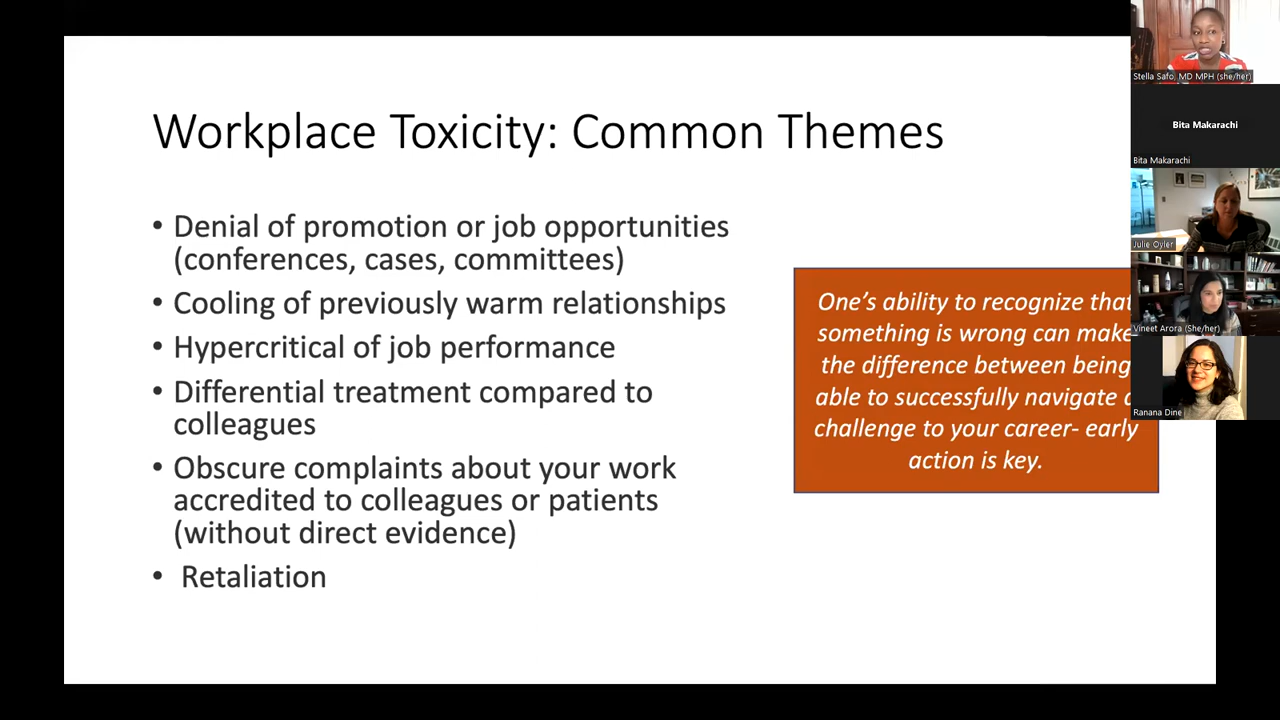 Workplace Toxicity: Common Themes
• Denial of promotion or job opportunities
(conferences, cases, committees)
• Cooling of previously warm relationships
• Hypercritical of job performance
• Differential treatment compared to
colleagues
• Obscure complaints about your work
accredited to colleagues or patients
(without direct evidence)
• Retaliation
One's ability to recognize that
something is wrong can make
the difference between being
able to successfully navigate
challenge to your career- early
action is key.
Stella Safo, MD MPH (she/her)
Bita Makarachi
Bita Makarachi
Julie Oyler
Vineet Arora (She/her)
Ranana Dine